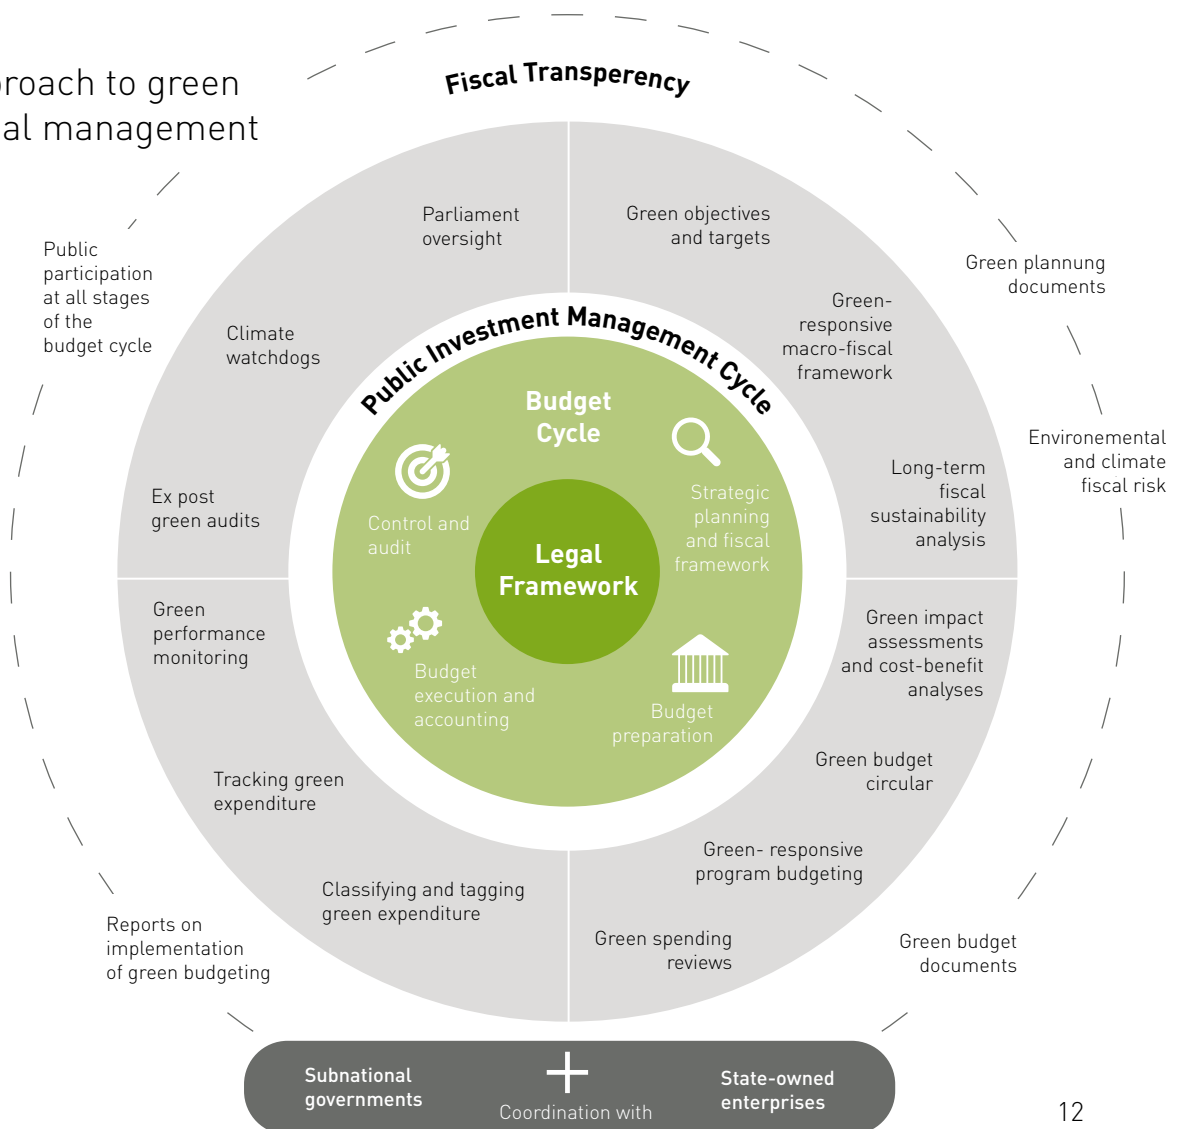 proach to green
al management
Fiscal Transperency
Parliament
oversight
Green objectives
and targets
Public
participation
at all stages
of the
budget cycle
Green plannung
documents
Climate
watchdogs
Green-
responsive
macro-fiscal
framework
Public Investment Management Cycle
Budget
Cycle
Environemental
and climate
fiscal risk
Ex post
green audits
Control and
audit
Strategic
planning
and fiscal
framework
Long-term
fiscal
sustainability
analysis
Legal
Framework
Green
performance
monitoring
Budget
execution and
accounting
Budget
preparation
Green impact
assessments
and cost-benefit
analyses
Tracking green
expenditure
Green budget
circular
Classifying and tagging
green expenditure
Green- responsive
program budgeting
Reports on
implementation
of green budgeting
Green spending
reviews
Green budget
documents
Subnational
governments
Coordination with
State-owned
enterprises
12